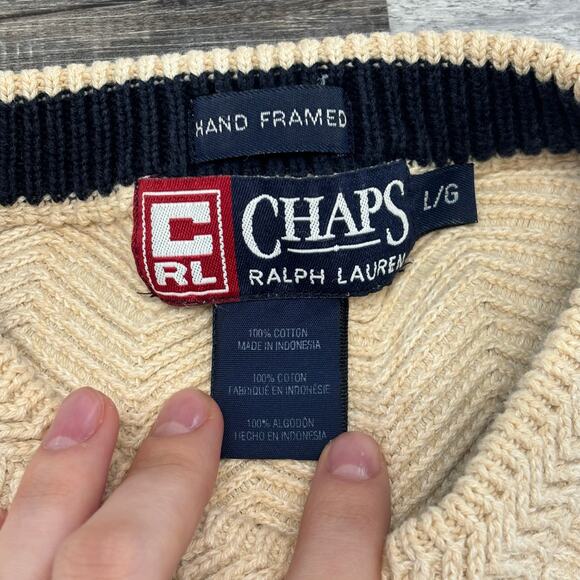 HAND FRAMED
C
RL
CHAPS
RALPH LAUREN
L/G
100% COTTON
MADE IN INDONESIA
100% COTON
FABRIQUÉ EN INDONÉSIE
100% ALGODÓN
HECHO EN INDONESIA